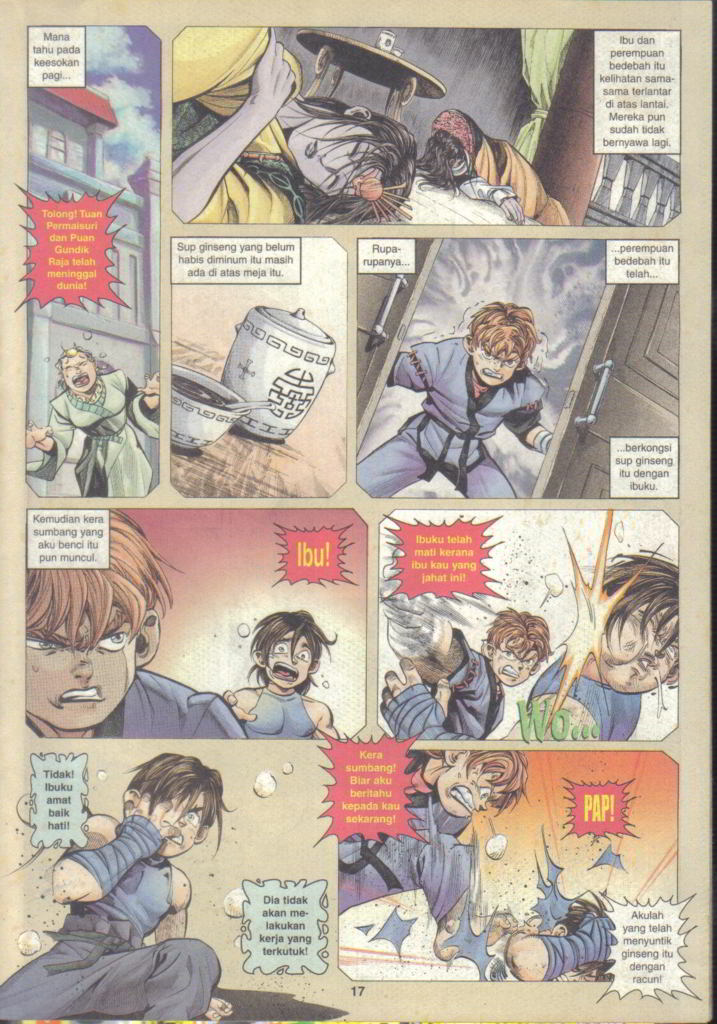 Mana
tahu pada
keesokan
pagi...
Tolong! Tuan
Permaisuri
dan Puan
Gundik
Raja telah
meninggal
dunia!
Ibu dan
perempuan
bedebah itu
kelihatan sama-
sama terlantar
di atas lantai.
Mereka pun
sudah tidak
bernyawa lagi.
Sup ginseng yang belum
habis diminum itu masih
ada di atas meja itu.
Rupa-
rupanya...
...perempuan
bedebah itu
telah...
...berkongsi
sup ginseng
itu dengan
ibuku.
Kemudian kera
sumbang yang
aku benci itu
pun muncul.
Ibu!
Ibuku telah
mati kerana
ibu kau yang
jahat ini!
Wo...
Tidak!
Ibuku
amat
baik
hati!
Dia tidak
akan me-
lakukan
kerja yang
terkutuk!
Kera
sumbang!
Biar aku
beritahu
kepada kau
sekarang!
PAP!
Akulah
yang telah
menyuntik
ginseng itu
dengan
racun!
17